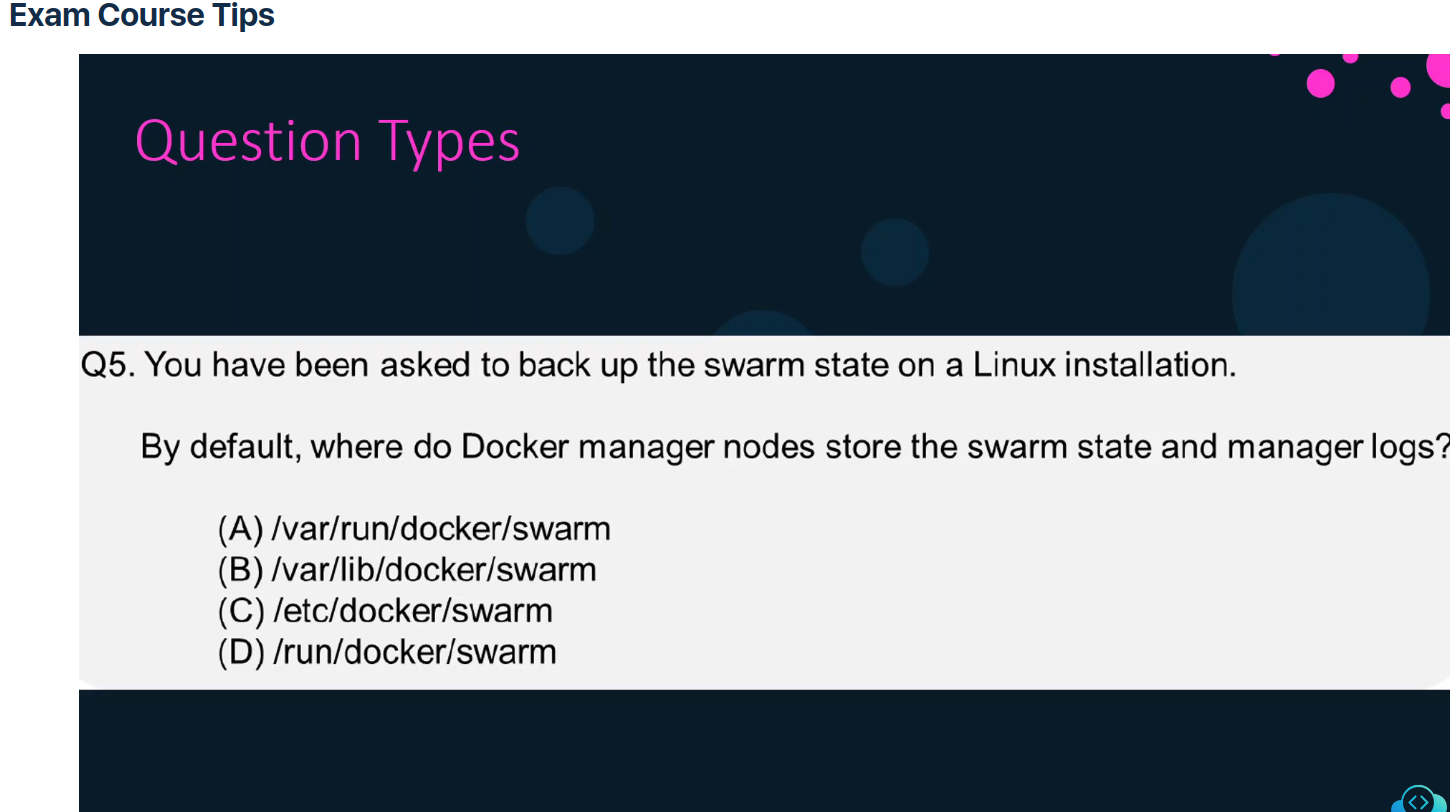 Exam Course Tips
Question Types
Q5. You have been asked to back up the swarm state on a Linux installation.
By default, where do Docker manager nodes store the swarm state and manager logs?
(A) /var/run/docker/swarm
(B) /var/lib/docker/swarm
(C) /etc/docker/swarm
(D) /run/docker/swarm